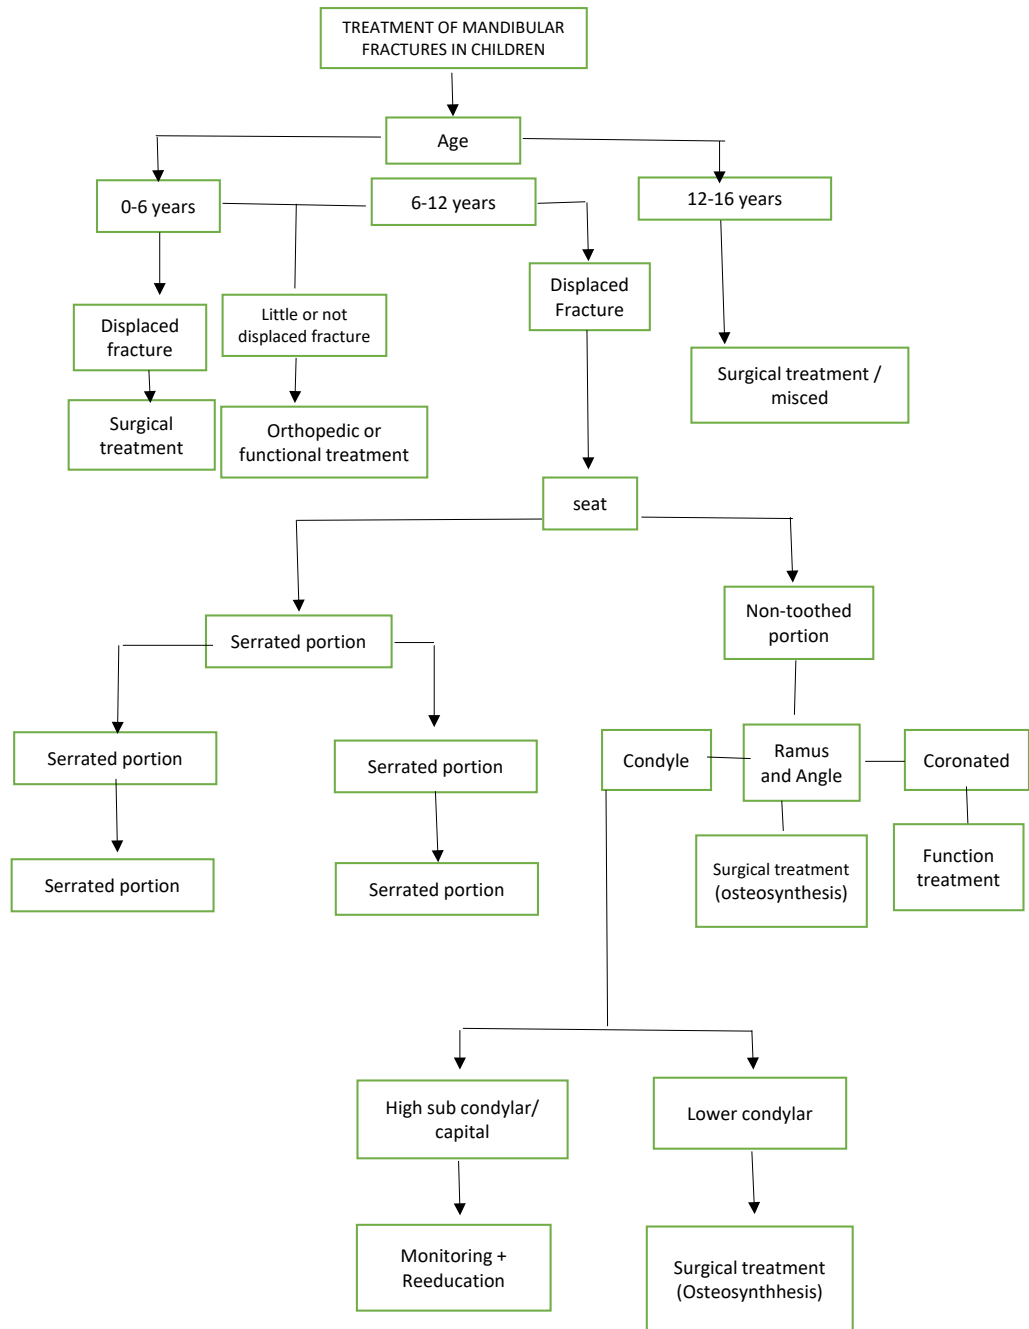 TREATMENT OF MANDIBULAR
FRACTURES IN CHILDREN
Age
0-6 years
6-12 years
12-16 years
Displaced
fracture
Little or not
displaced fracture
Displaced
Fracture
Surgical treatment /
misced
Surgical
treatment
Orthopedic or
functional treatment
seat
Serrated portion
Non-toothed
portion
Serrated portion
Serrated portion
Condyle
Ramus
and Angle
Coronated
Serrated portion
Serrated portion
Surgical treatment
(osteosynthesis)
Function
treatment
High sub condylar/
capital
Lower condylar
Monitoring +
Reeducation
Surgical treatment
(Osteosynthhesis)